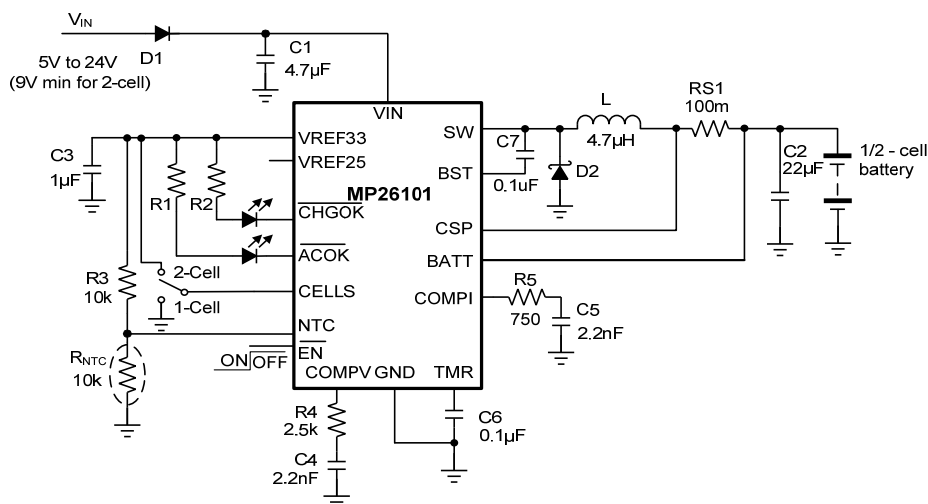 VIN
D1
5V to 24V
(9V min for 2-cell)
C1
4.7µF
VIN
L
4.7µH
RS1
100m
C3
1µF
VREF33
VREF25
MP26101
SW
C7
0.1uF
BST
D2
C2
22µF
1/2 - cell
battery
R1
R2
CHGOK
ACOK
CSP
BATT
R3
10k
2-Cell
1-Cell
CELLS
COMPI
R5
750
C5
2.2nF
NTC
EN
ON OFF
RNTC
10k
COMPV
GND
TMR
R4
2.5k
C4
2.2nF
C6
0.1µF